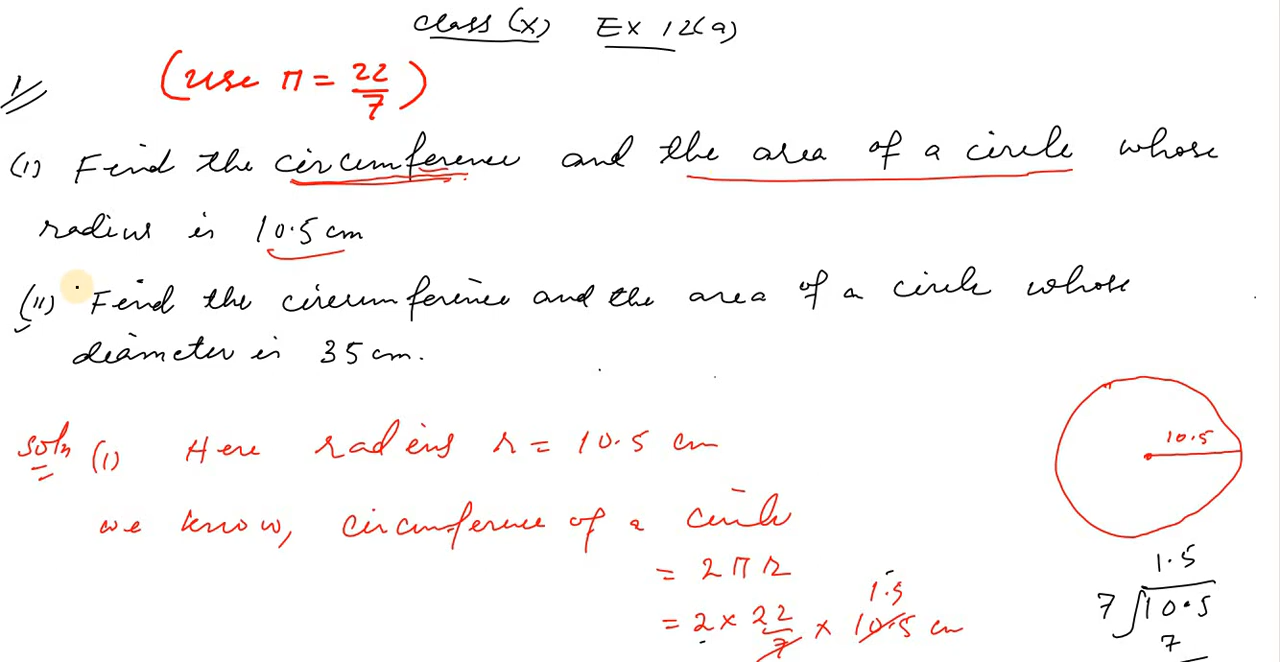 class (x) Ex 12(a)
1
(use π = 22/7)
(i) Find the circumference and the area of a circle whose
radius is 10.5 cm
(ii) Find the circumference and the area of a circle whose
diameter is 35 cm.
soln (i) Here radius r = 10.5 cm
we know, circumference of a circle
= 2πr
= 2 × 22/7 × 10.5 cm
1.5
10.5
1.5
7 √10.5
7